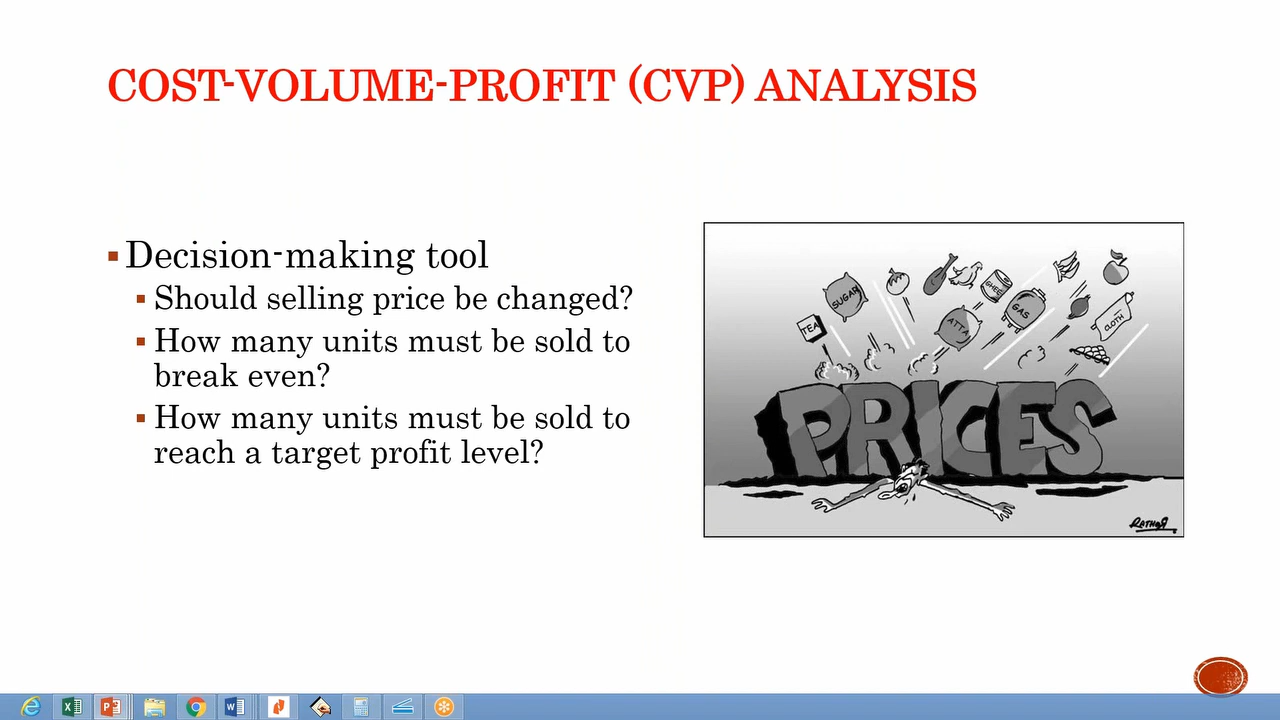 COST-VOLUME-PROFIT (CVP) ANALYSIS
Decision-making tool
Should selling price be changed?
How many units must be sold to
break even?
How many units must be sold to
reach a target profit level?
SUGAR
GHEE
GAS
TEA
ATTA
CLOTH
PRICES
RATHOR